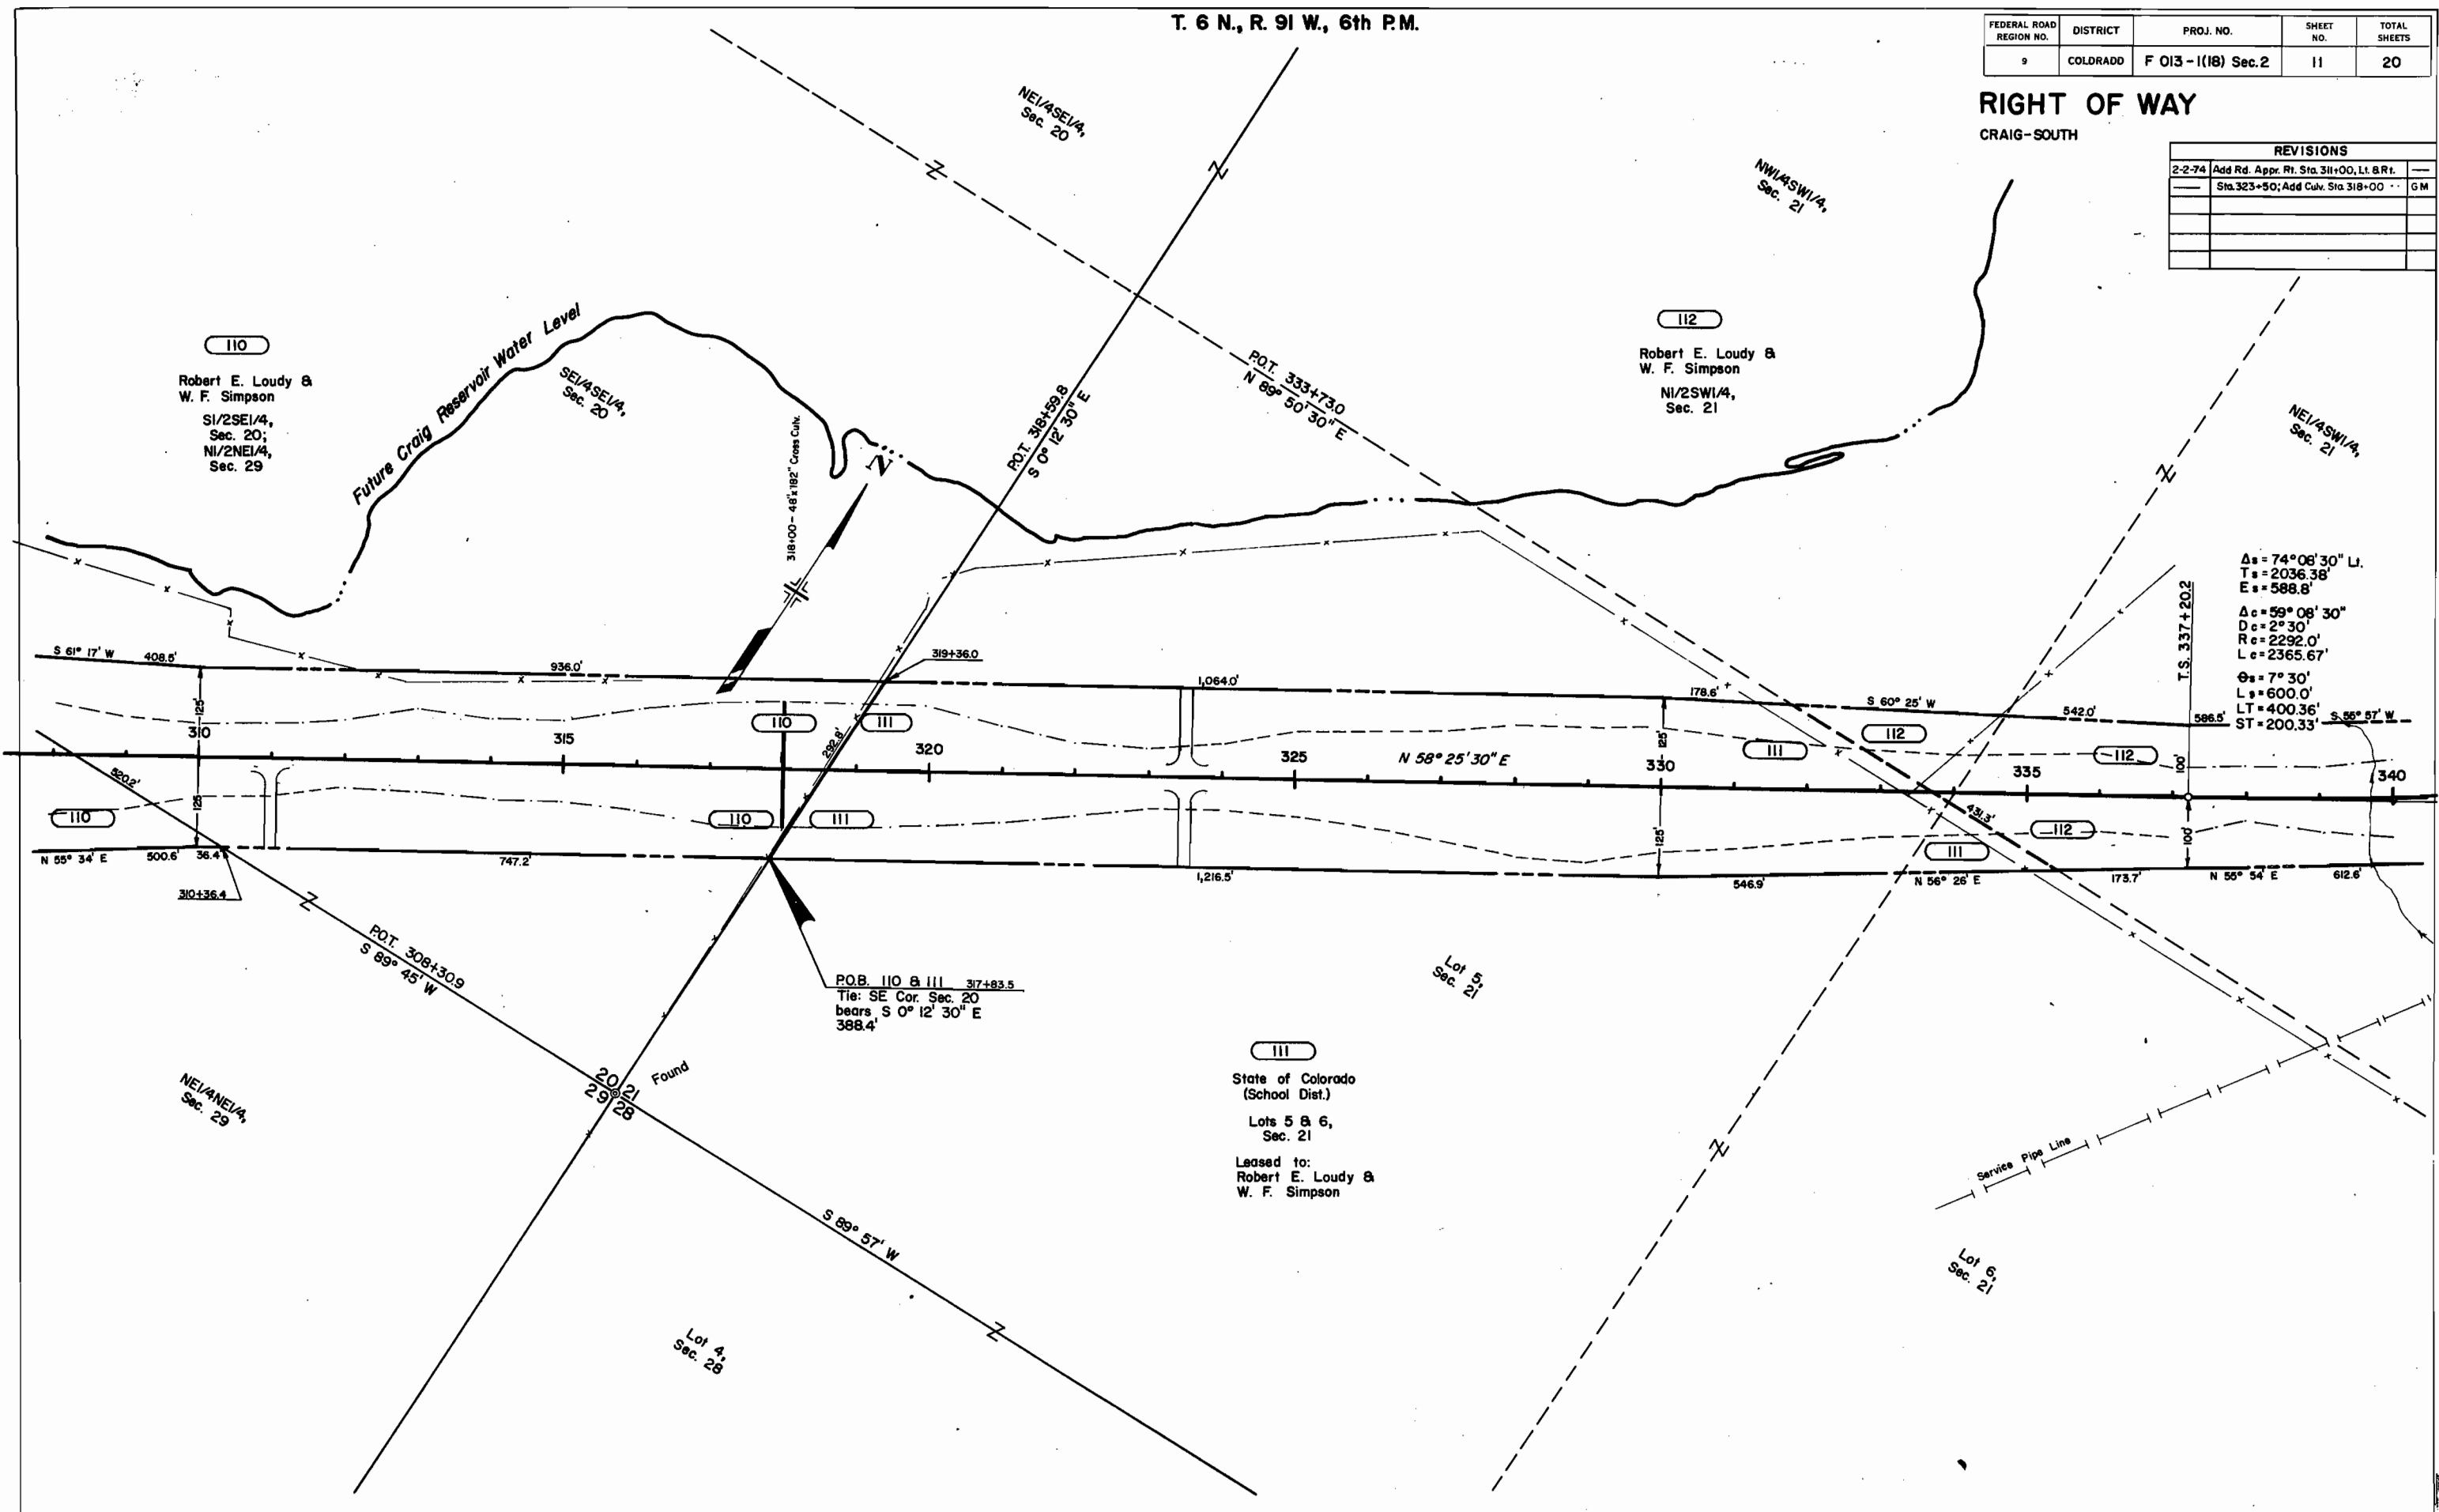 T. 6 N., R. 91 W., 6th P.M.
FEDERAL ROAD REGION NO. DISTRICT PROJ. NO. SHEET NO. TOTAL SHEETS
9 COLDRADD F 013-1(18) Sec.2 11 20
RIGHT OF WAY
CRAIG-SOUTH
REVISIONS
2-2-74 Add Rd. Appr. Rt. Sta. 311+00, Lt. & Rt. —
— Sta. 323+50; Add Culv. Sta 318+00 G M
NE1/4SE1/4,
Sec. 20
NW1/4SW1/4,
Sec. 21
110
Robert E. Loudy &
W. F. Simpson
S1/2SE1/4,
Sec. 20;
N1/2NE1/4,
Sec. 29
Future Craig Reservoir Water Level
SE1/4SE1/4,
Sec. 20
318+00-48"x182" Cross Culv.
N
P.O.T. 318+59.8
S 0° 12' 30" E
P.O.T. 333+73.0
N 89° 50' 30" E
112
Robert E. Loudy &
W. F. Simpson
N1/2SW1/4,
Sec. 21
NE1/4SW1/4,
Sec. 21
T.S. 337+20.2
Δs = 74°08'30" Lt.
Ts = 2036.38'
Es = 588.8'
Δc = 59° 08' 30"
Dc = 2° 30'
Rc = 2292.0'
Lc = 2365.67'
Θs = 7° 30'
Ls = 600.0'
LT = 400.36'
ST = 200.33'
S 61° 17' W 408.5' 936.0' 319+36.0 1,064.0' 178.6' S 60° 25' W 542.0' 586.5' S 55° 57' W
125' 110 111 125' 111 112 112 100'
310 315 292.8' 320 325 N 58° 25' 30" E 330 335 340
520.2' 125' 110 110 111 125' 431.3' 111 112 100'
N 55° 34' E 500.6' 36.4' 747.2' 1,216.5' 546.9' N 56° 26' E 173.7' N 55° 54' E 612.6'
310+36.4
P.O.T. 308+30.9
S 89° 45' W
P.O.B. 110 & 111 317+83.5
Tie: SE Cor. Sec. 20
bears S 0° 12' 30" E
388.4'
Lot 5,
Sec. 21
NE1/4NE1/4,
Sec. 29
20 21 Found
29 28
111
State of Colorado
(School Dist.)
Lots 5 & 6,
Sec. 21
Leased to:
Robert E. Loudy &
W. F. Simpson
Service Pipe Line
S 89° 57' W
Lot 6,
Sec. 21
Lot 4,
Sec. 28